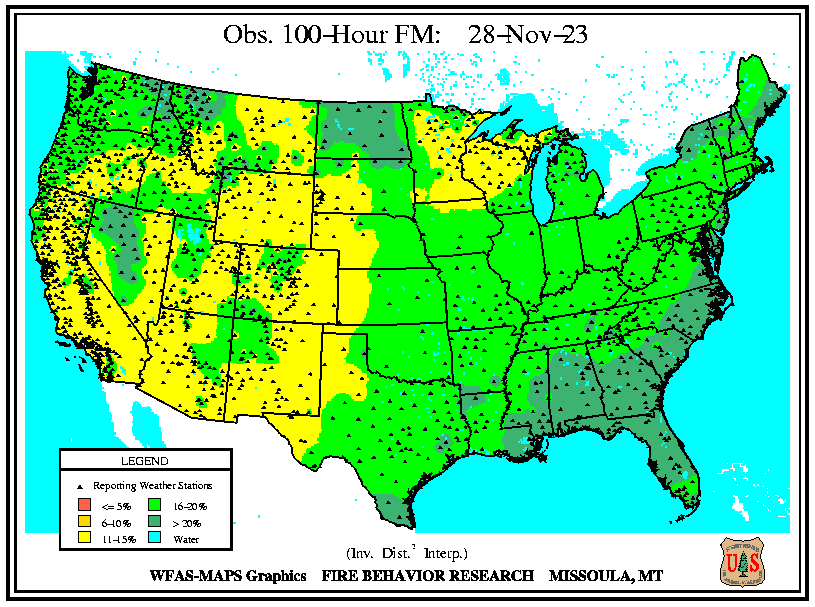 Obs. 100-Hour FM: 28-Nov-23
LEGEND
Reporting Weather Stations
<= 5% 16-20%
6-10% > 20%
11-15% Water
(Inv. Dist.² Interp.)
WFAS-MAPS Graphics FIRE BEHAVIOR RESEARCH MISSOULA, MT
U S